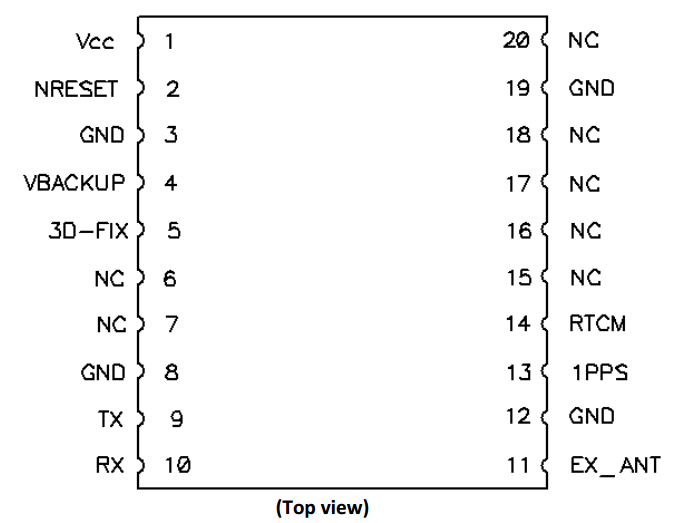 Vcc 1 20 NC
NRESET 2 19 GND
GND 3 18 NC
VBACKUP 4 17 NC
3D-FIX 5 16 NC
NC 6 15 NC
NC 7 14 RTCM
GND 8 13 1PPS
TX 9 12 GND
RX 10 11 EX_ANT
(Top view)